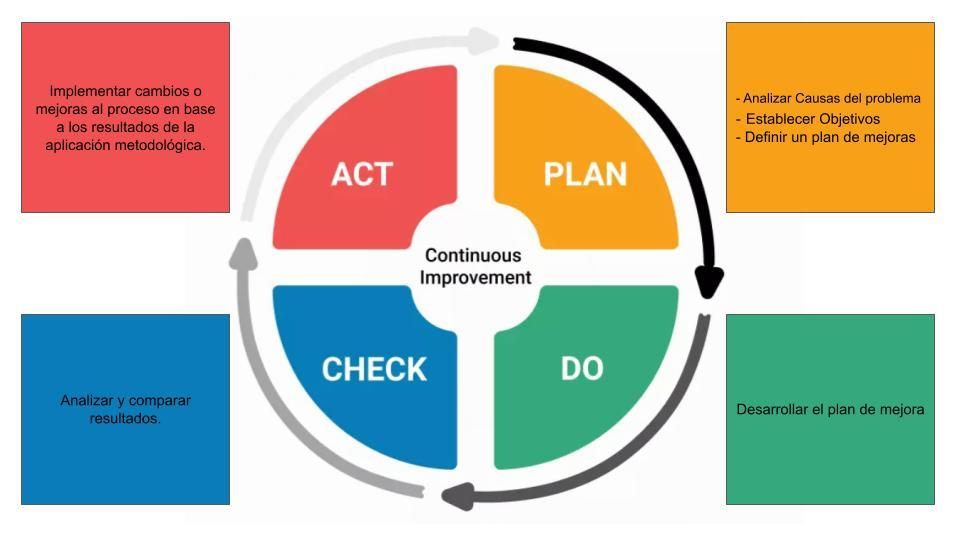 Implementar cambios o
mejoras al proceso en base
a los resultados de la
aplicación metodológica.
ACT
PLAN
- Analizar Causas del problema
- Establecer Objetivos
- Definir un plan de mejoras
Continuous
Improvement
Analizar y comparar
resultados.
CHECK
DO
Desarrollar el plan de mejora